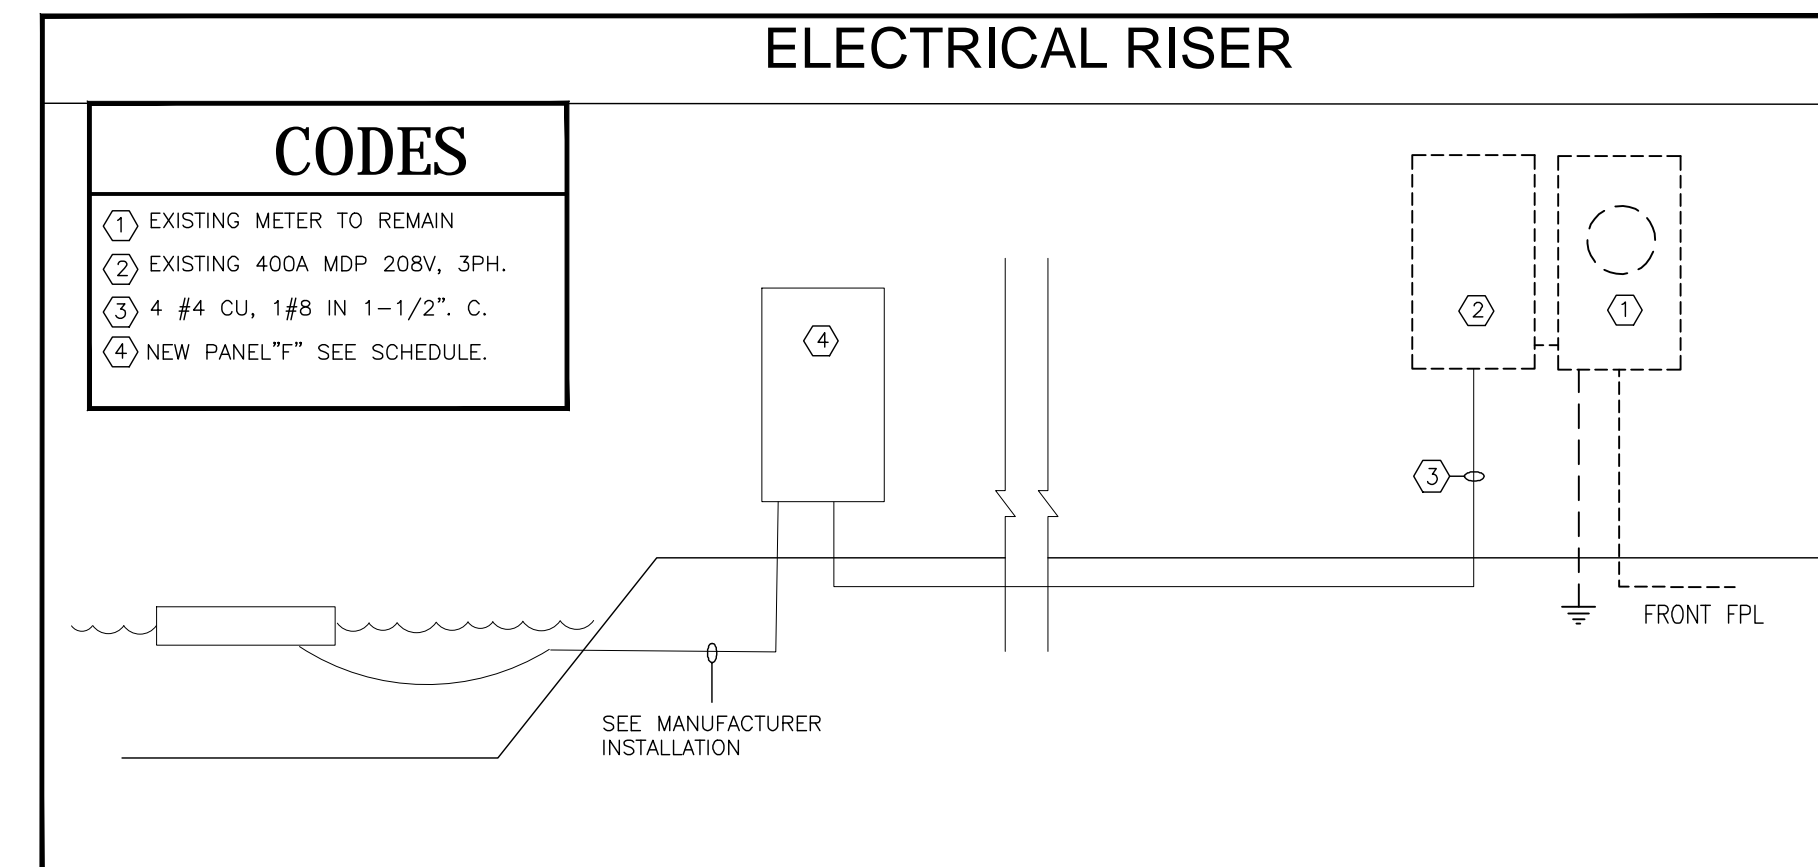 ELECTRICAL RISER
CODES
1 EXISTING METER TO REMAIN
2 EXISTING 400A MDP 208V, 3PH.
3 4 #4 CU, 1#8 IN 1-1/2". C.
4 NEW PANEL"F" SEE SCHEDULE.
4
2
1
3
FRONT FPL
SEE MANUFACTURER
INSTALLATION